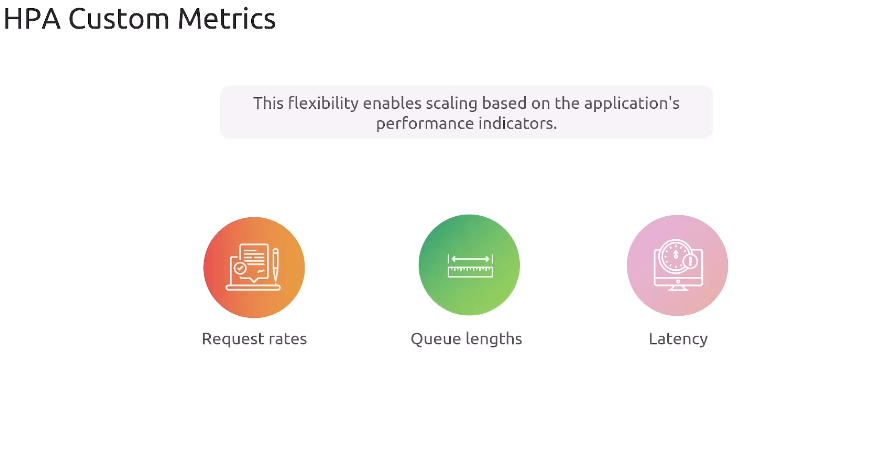 HPA Custom Metrics
This flexibility enables scaling based on the application's
performance indicators.
Request rates
Queue lengths
Latency